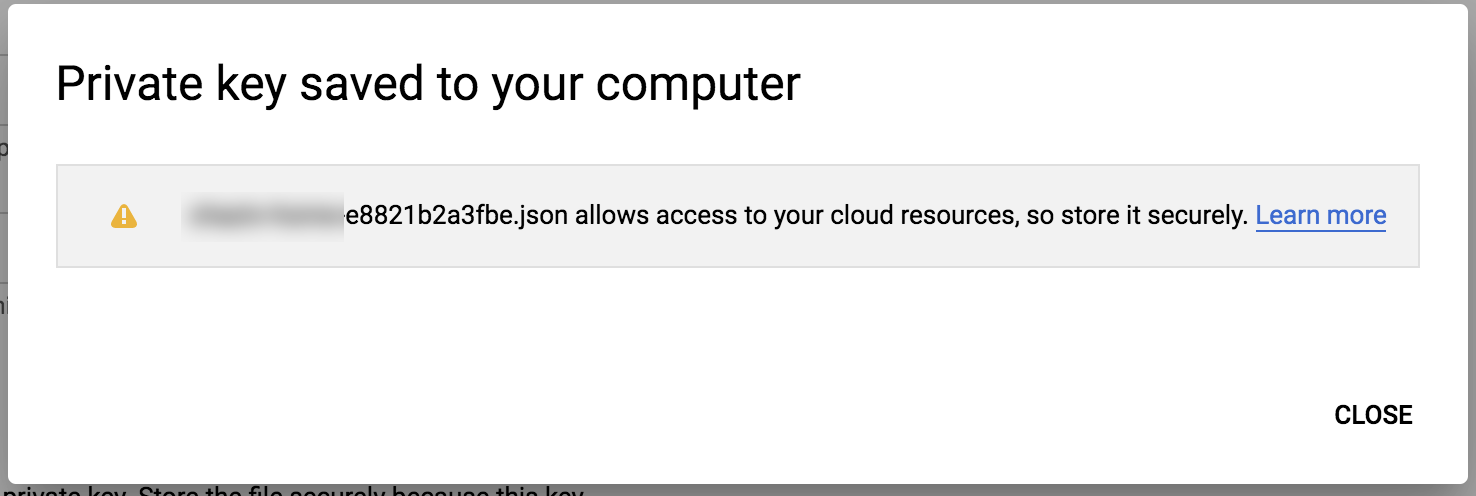 Private key saved to your computer
-e8821b2a3fbe.json allows access to your cloud resources, so store it securely. Learn more
CLOSE
private key. Store the file securely because this key